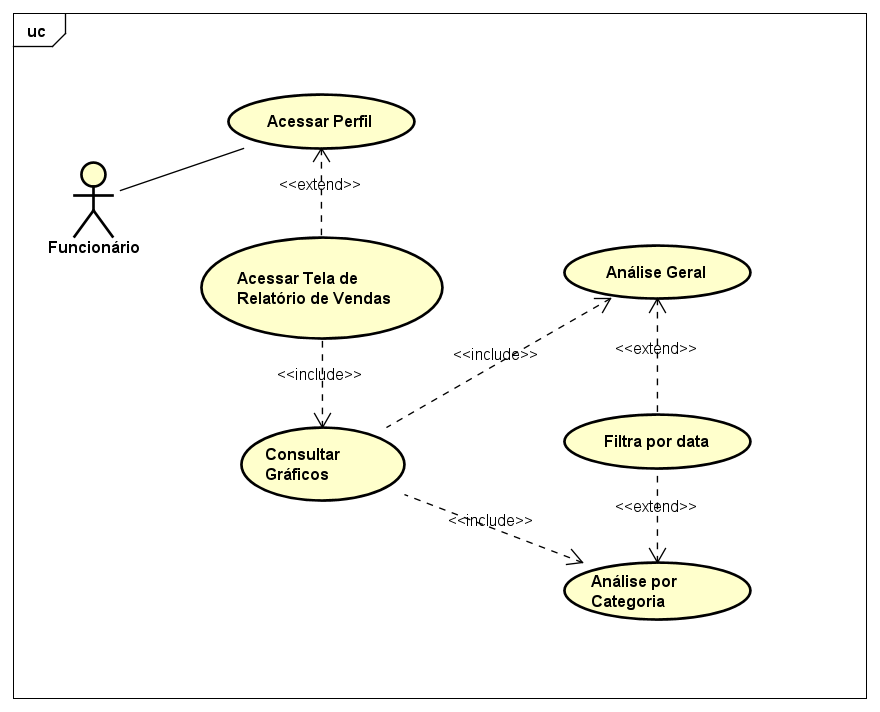 uc
Acessar Perfil
<<extend>>
Funcionário
Acessar Tela de
Relatório de Vendas
Análise Geral
<<include>>
<<extend>>
<<include>>
Consultar
Gráficos
Filtra por data
<<extend>>
<<include>>
Análise por
Categoria